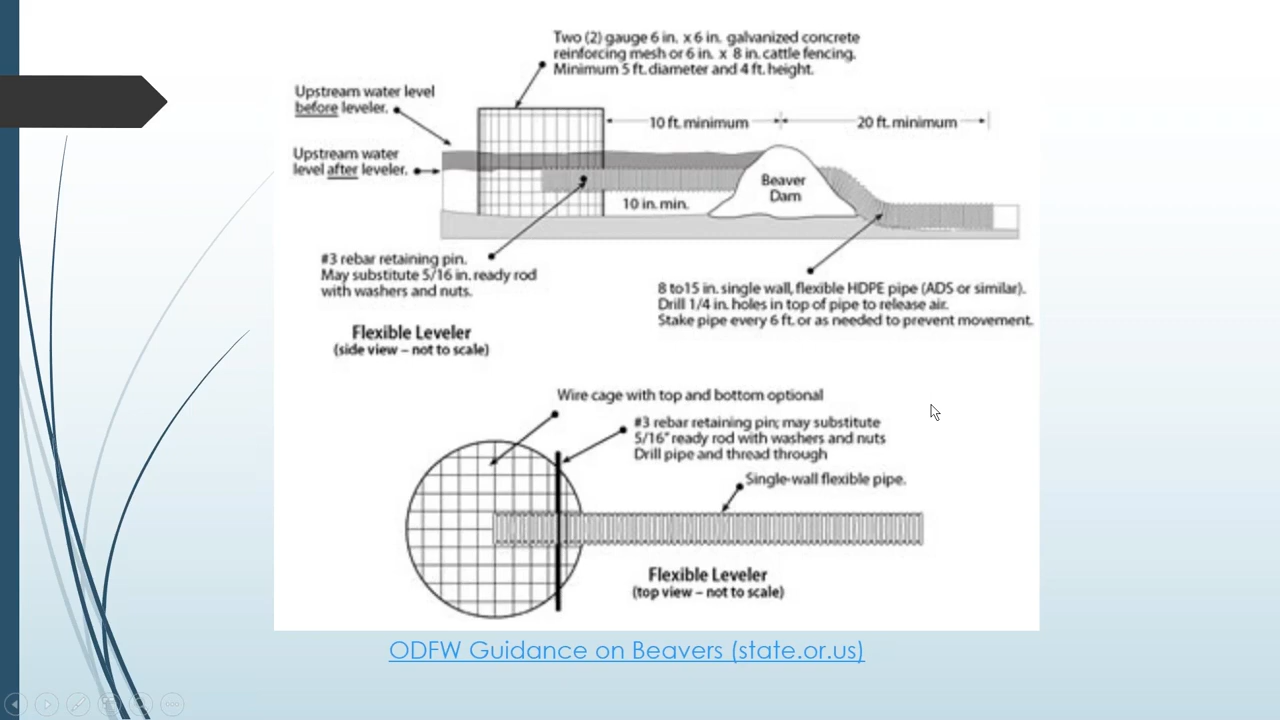 Two (2) gauge 6 in. x 6 in. galvanized concrete
reinforcing mesh or 6 in. x 8 in. cattle fencing.
Minimum 5 ft. diameter and 4 ft. height.
Upstream water level
before leveler.
10 ft. minimum
20 ft. minimum
Upstream water
level after leveler.
Beaver
Dam
10 in. min.
#3 rebar retaining pin.
May substitute 5/16 in. ready rod
with washers and nuts.
8 to15 in. single wall, flexible HDPE pipe (ADS or similar).
Drill 1/4 in. holes in top of pipe to release air.
Stake pipe every 6 ft. or as needed to prevent movement.
Flexible Leveler
(side view – not to scale)
Wire cage with top and bottom optional
#3 rebar retaining pin; may substitute
5/16" ready rod with washers and nuts
Drill pipe and thread through
Single-wall flexible pipe.
Flexible Leveler
(top view – not to scale)
ODFW Guidance on Beavers (state.or.us)